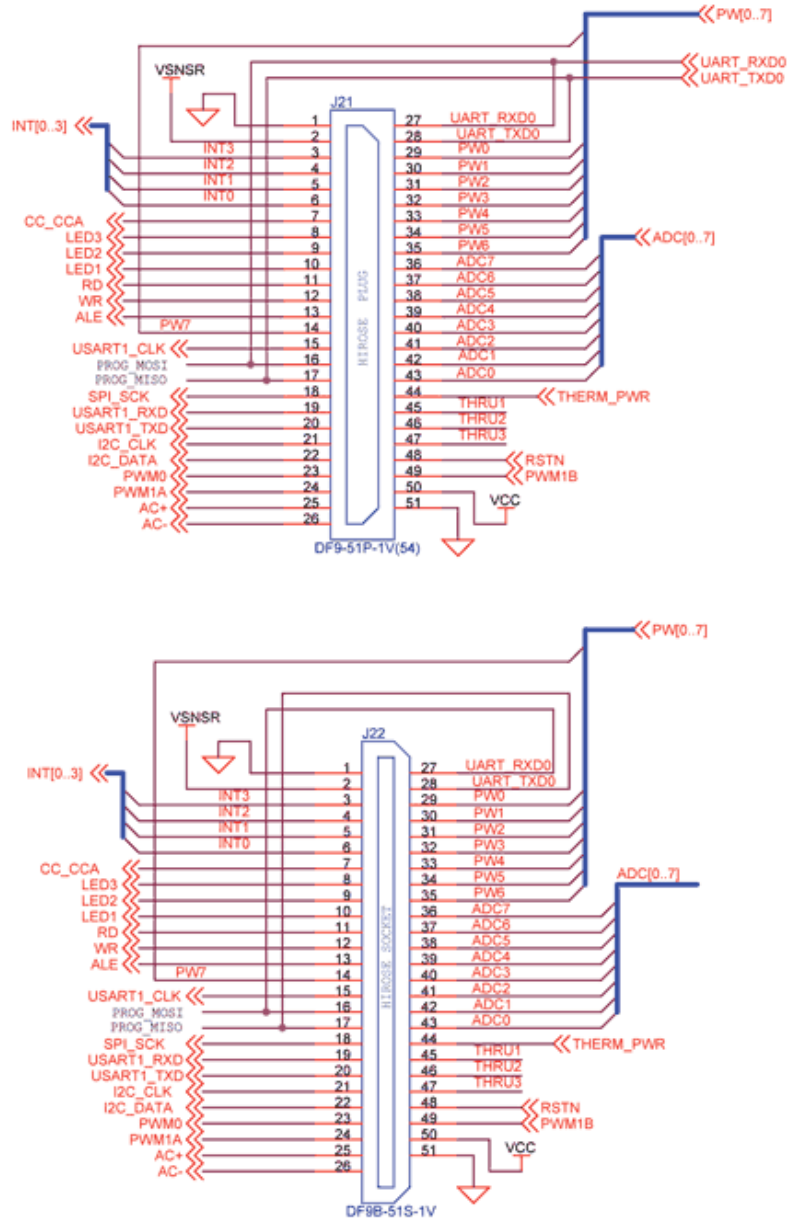 PW[0..7]
UART_RXD0
UART_TXD0
VSNSR
J21
INT[0..3]
1 27 UART_RXD0
2 28 UART_TXD0
INT3 3 29 PW0
INT2 4 30 PW1
INT1 5 31 PW2
INT0 6 32 PW3
CC_CCA 7 33 PW4
LED3 8 34 PW5
LED2 9 35 PW6
ADC[0..7]
LED1 10 36 ADC7
RD 11 37 ADC6
WR 12 38 ADC5
ALE 13 39 ADC4
PW7 14 40 ADC3
USART1_CLK 15 41 ADC2
PROG_MOSI 16 42 ADC1
PROG_MISO 17 43 ADC0
SPI_SCK 18 44 THERM_PWR
USART1_RXD 19 45 THRU1
USART1_TXD 20 46 THRU2
I2C_CLK 21 47 THRU3
I2C_DATA 22 48 RSTN
PWM0 23 49 PWM1B
PWM1A 24 50 VCC
AC+ 25 51
AC- 26
HIROSE PLUG
DF9-51P-1V(54)
PW[0..7]
VSNSR
J22
INT[0..3]
1 27 UART_RXD0
2 28 UART_TXD0
INT3 3 29 PW0
INT2 4 30 PW1
INT1 5 31 PW2
INT0 6 32 PW3
CC_CCA 7 33 PW4
LED3 8 34 PW5
LED2 9 35 PW6
ADC[0..7]
LED1 10 36 ADC7
RD 11 37 ADC6
WR 12 38 ADC5
ALE 13 39 ADC4
PW7 14 40 ADC3
USART1_CLK 15 41 ADC2
PROG_MOSI 16 42 ADC1
PROG_MISO 17 43 ADC0
SPI_SCK 18 44 THERM_PWR
USART1_RXD 19 45 THRU1
USART1_TXD 20 46 THRU2
I2C_CLK 21 47 THRU3
I2C_DATA 22 48 RSTN
PWM0 23 49 PWM1B
PWM1A 24 50 VCC
AC+ 25 51
AC- 26
HIROSE SOCKET
DF9B-51S-1V